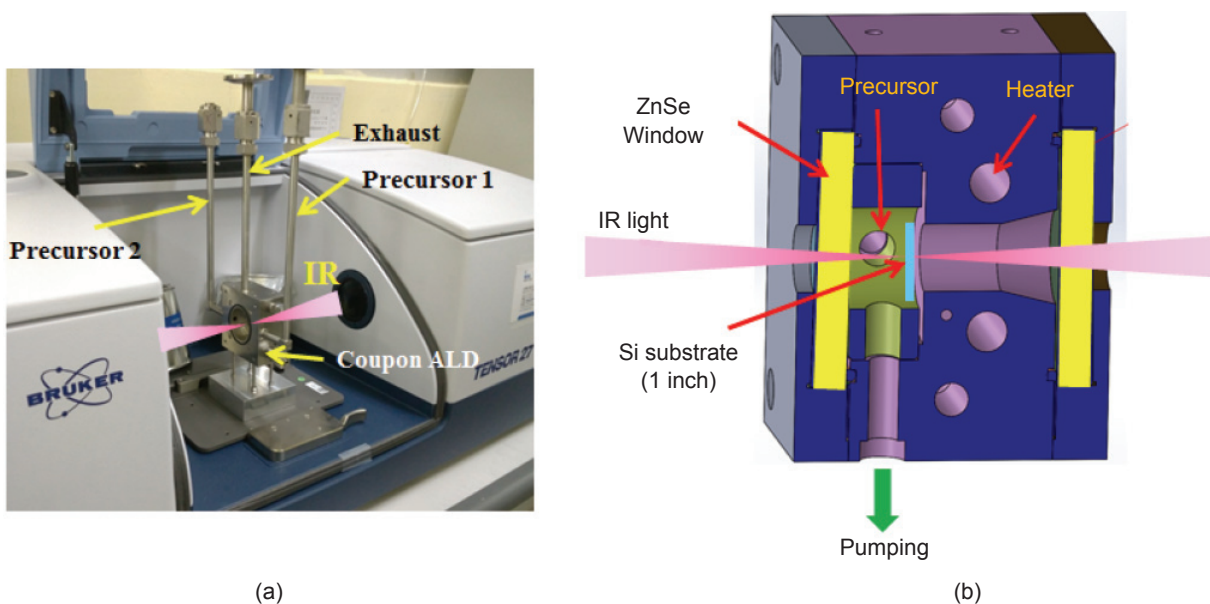 Exhaust
Precursor 1
Precursor 2
IR
Coupon ALD
BRUKER
TENSOR 27
(a)
Precursor
Heater
ZnSe
Window
IR light
Si substrate
(1 inch)
Pumping
(b)